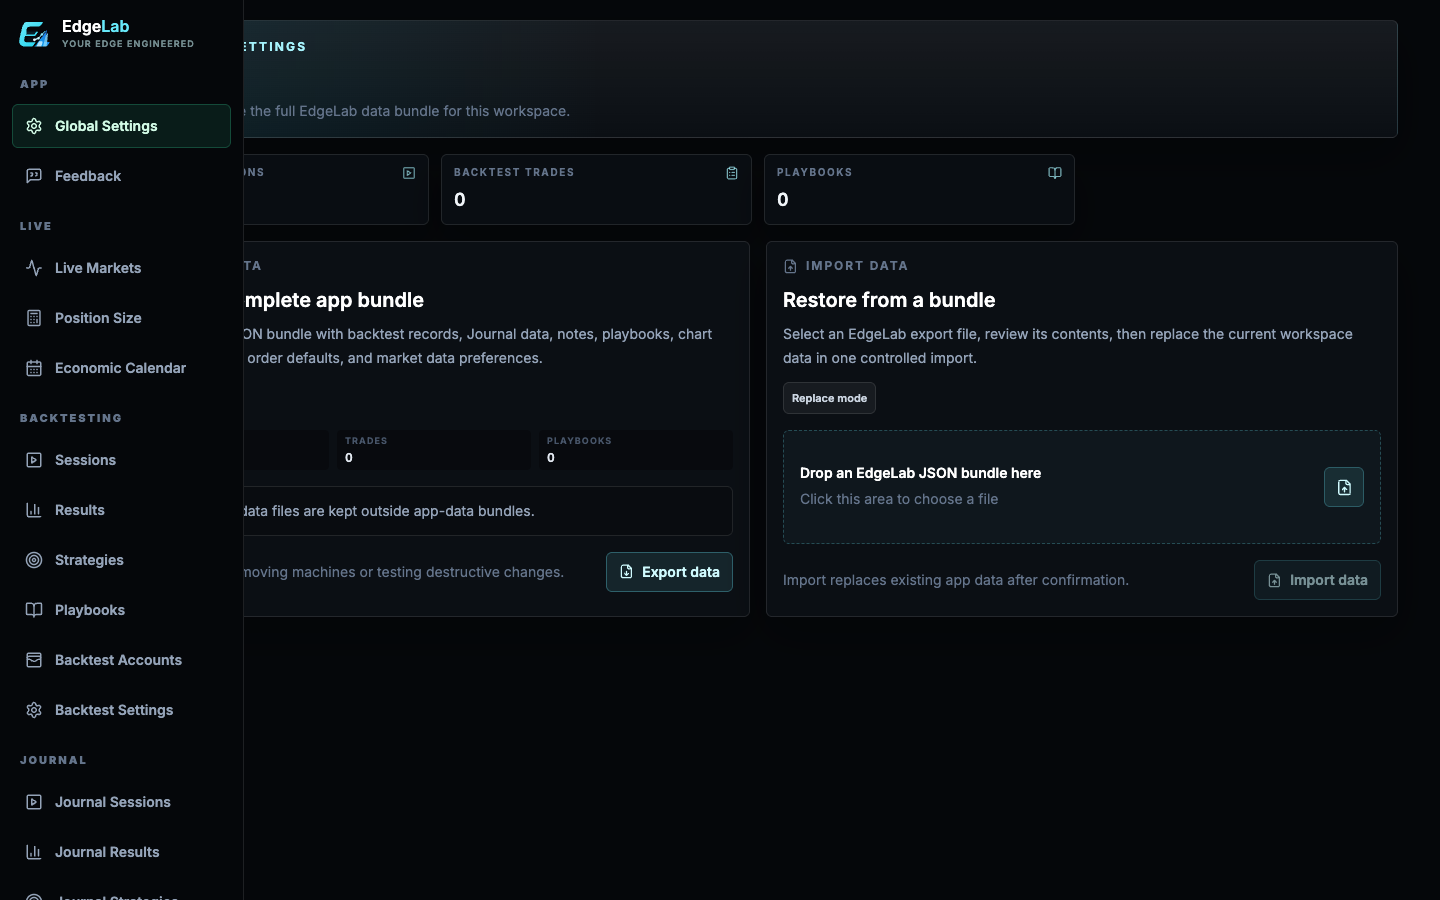 EdgeLab
YOUR EDGE ENGINEERED
APP
Global Settings
Feedback
LIVE
Live Markets
Position Size
Economic Calendar
BACKTESTING
Sessions
Results
Strategies
Playbooks
Backtest Accounts
Backtest Settings
JOURNAL
Journal Sessions
Journal Results
ETTINGS
the full EdgeLab data bundle for this workspace.
BACKTEST TRADES
0
PLAYBOOKS
0
TA
mplete app bundle
ON bundle with backtest records, Journal data, notes, playbooks, chart
order defaults, and market data preferences.
TRADES
0
PLAYBOOKS
0
data files are kept outside app-data bundles.
moving machines or testing destructive changes.
Export data
IMPORT DATA
Restore from a bundle
Select an EdgeLab export file, review its contents, then replace the current workspace
data in one controlled import.
Replace mode
Drop an EdgeLab JSON bundle here
Click this area to choose a file
Import replaces existing app data after confirmation.
Import data